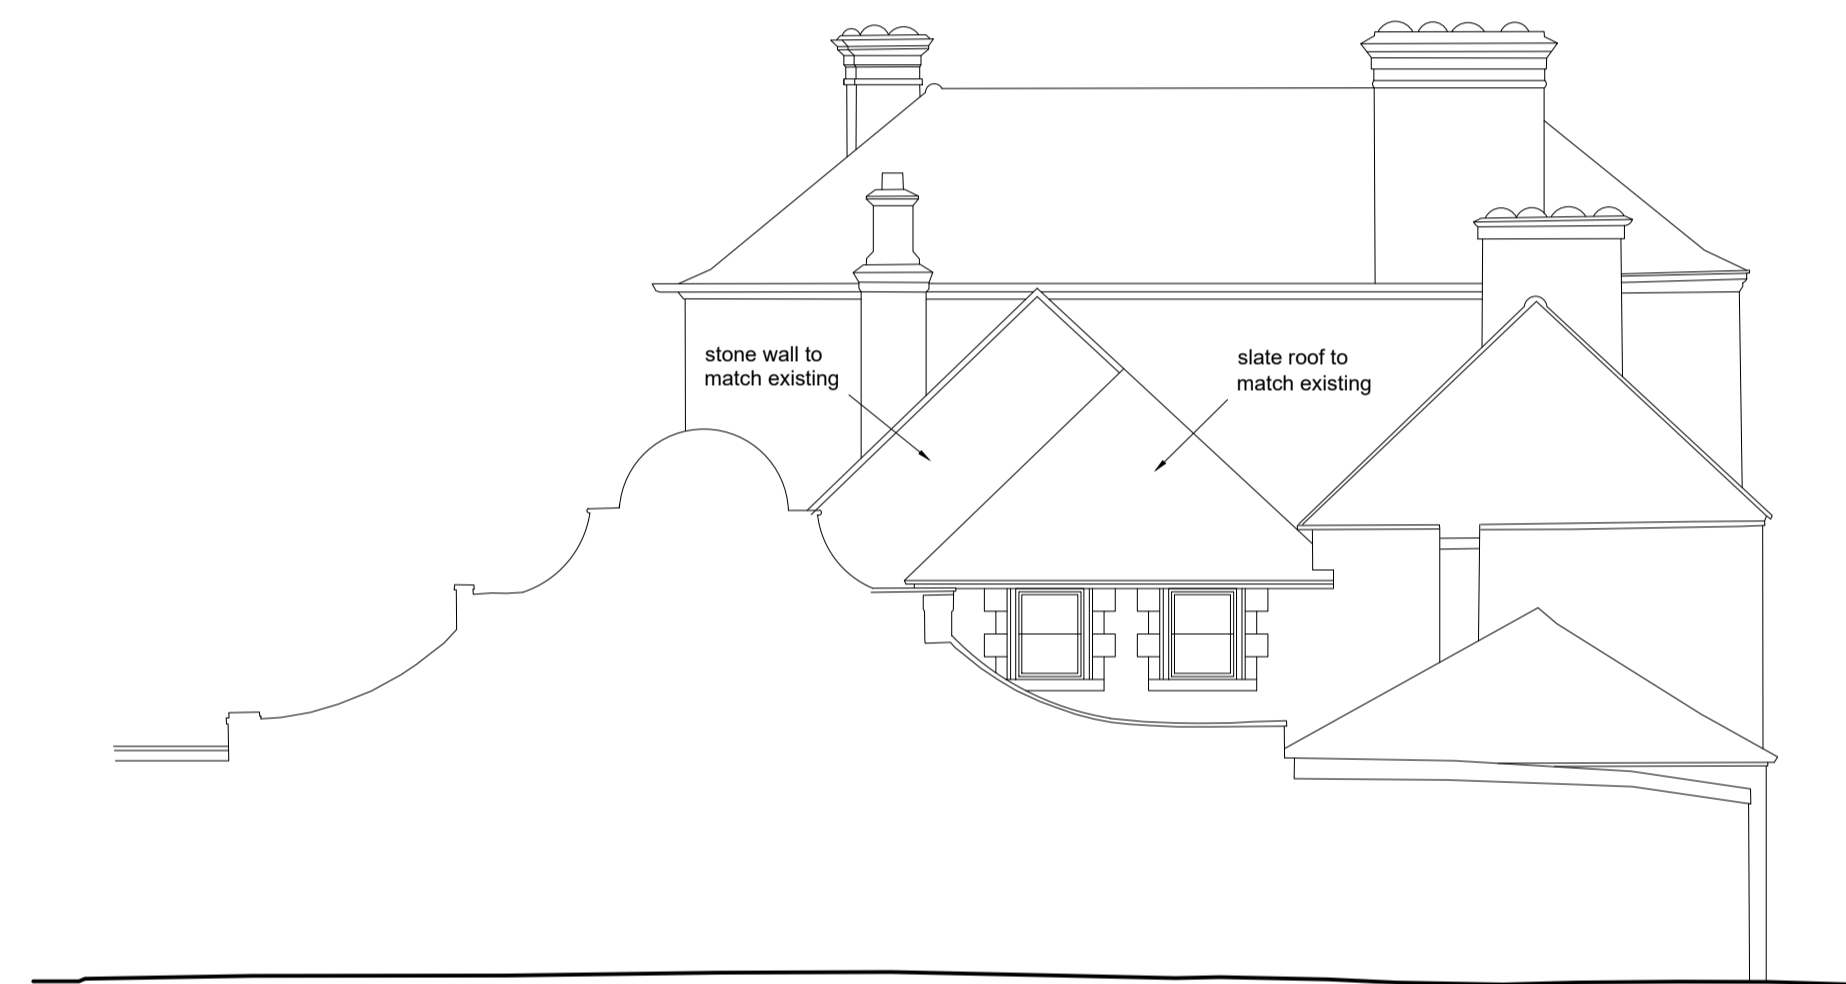 stone wall to
match existing
slate roof to
match existing